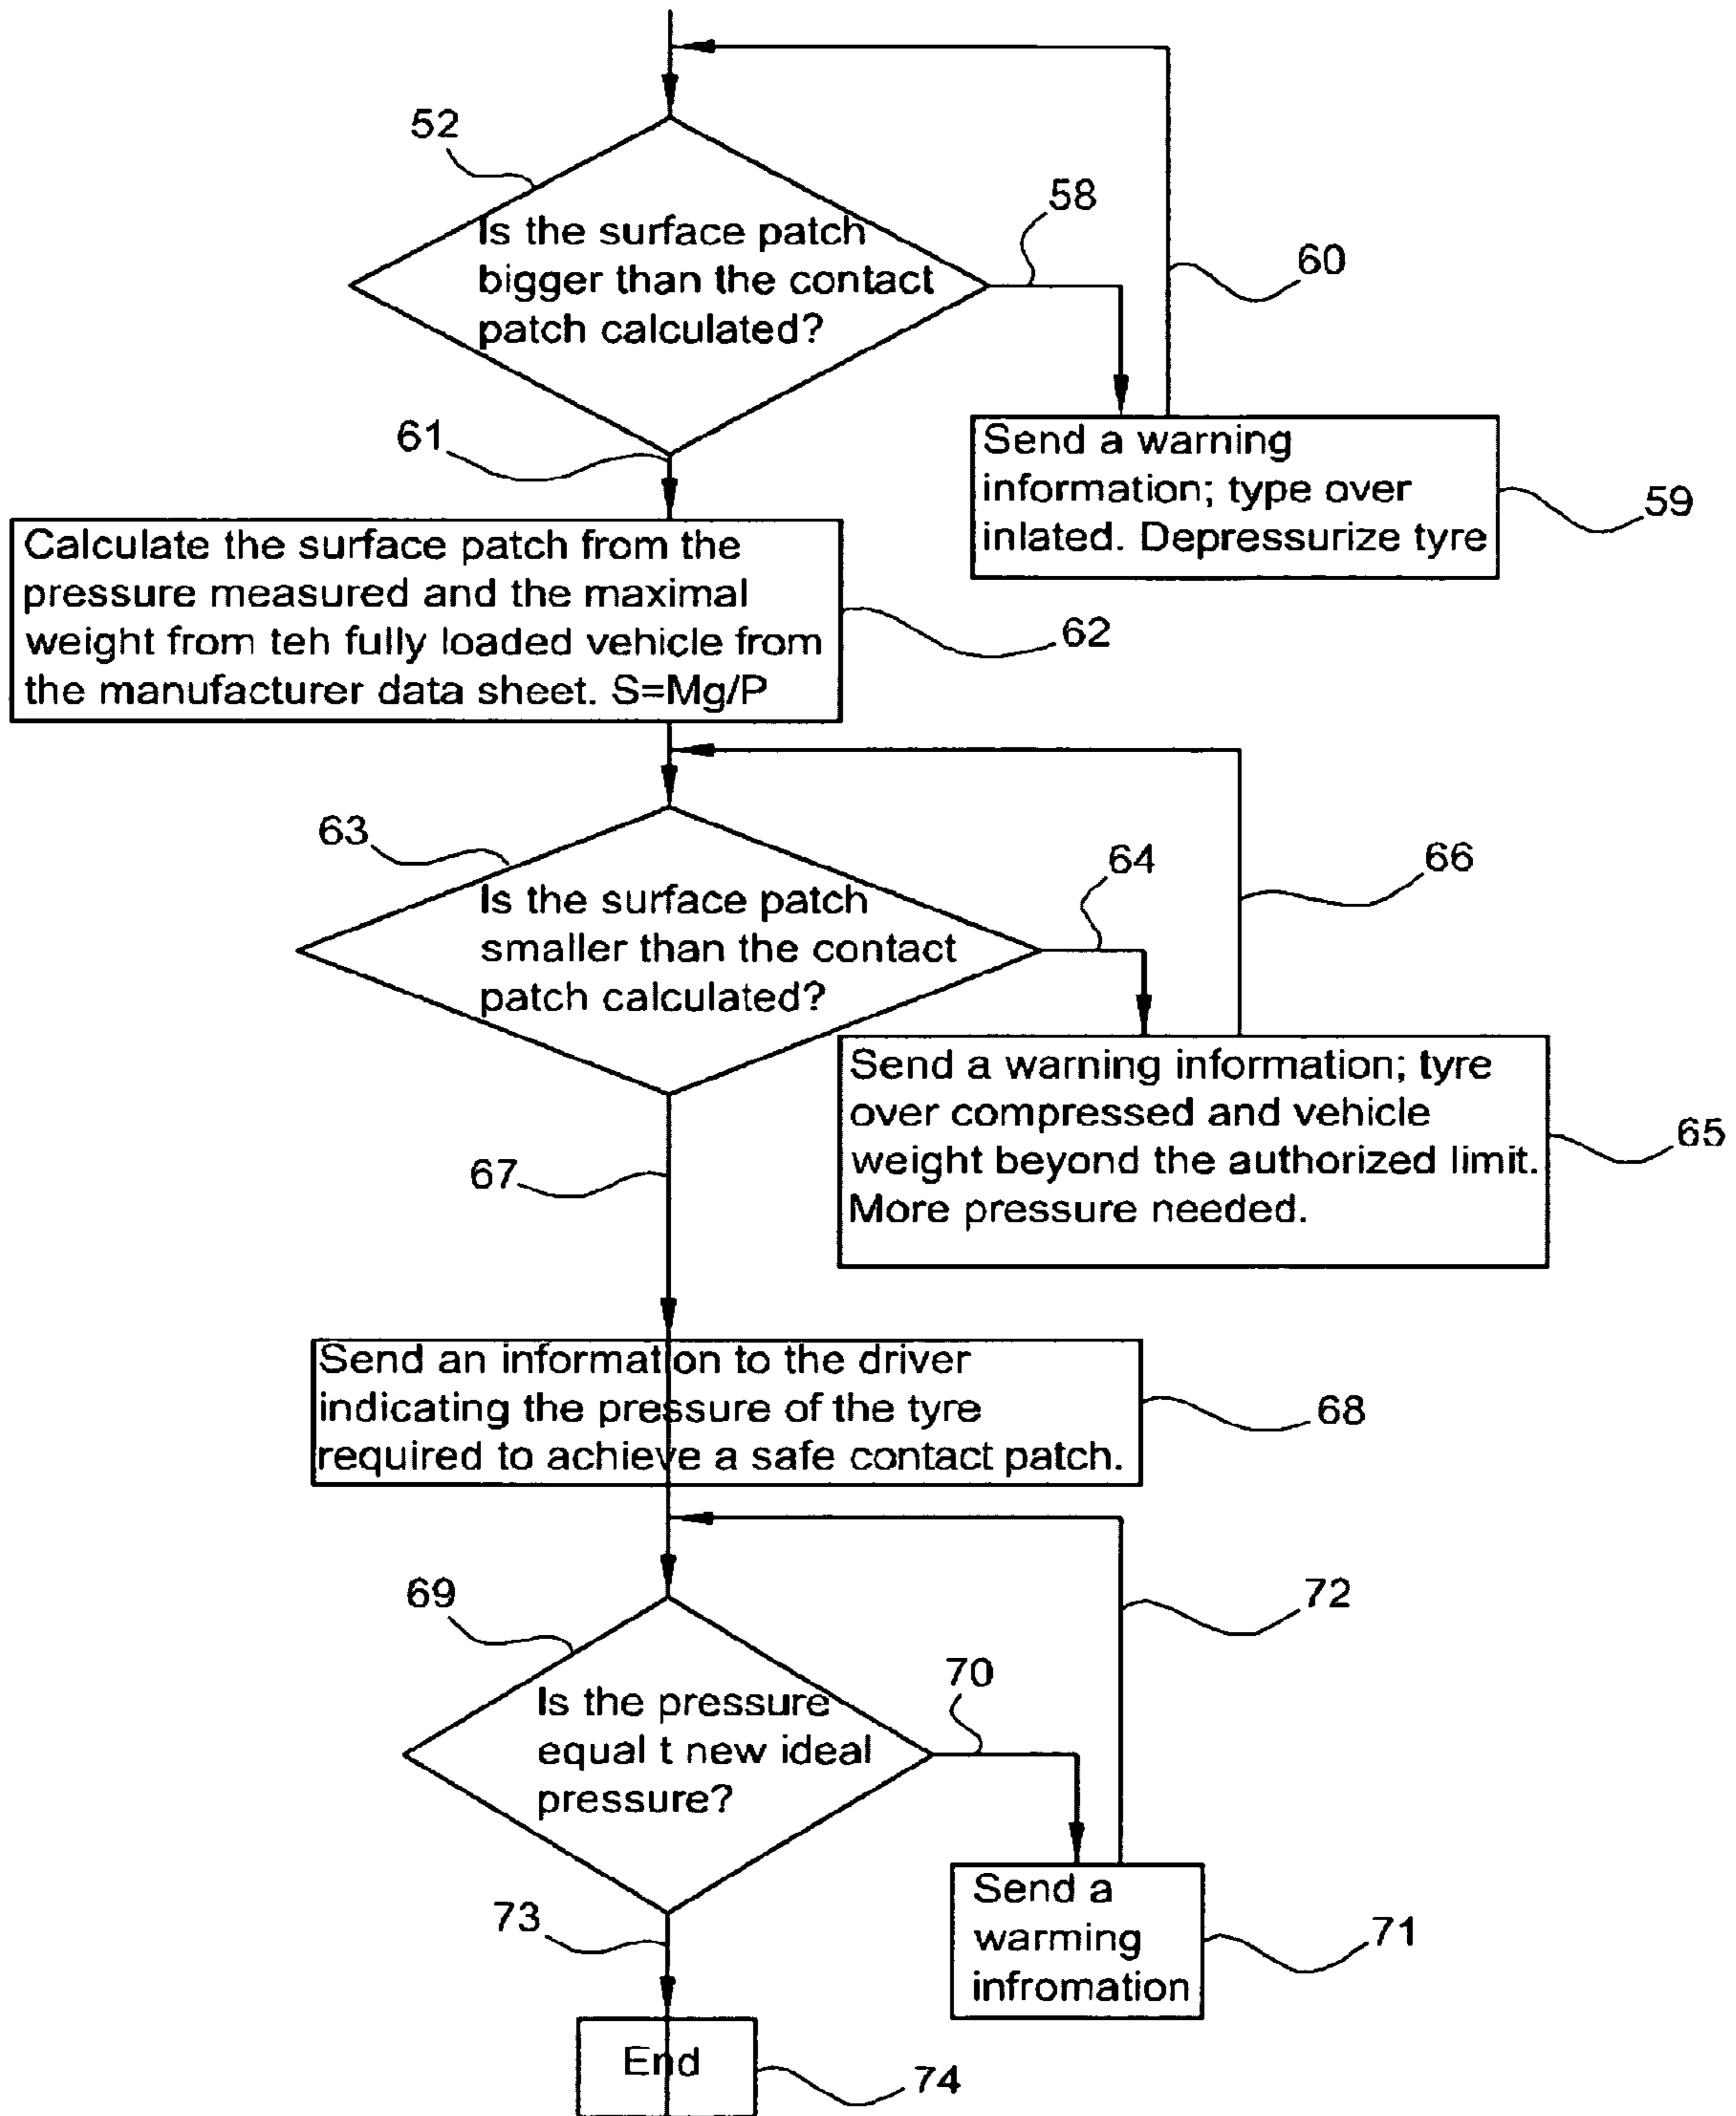 52
Is the surface patch
bigger than the contact
patch calculated?
58
60
61
Send a warning
information; type over
inlated. Depressurize tyre
59
Calculate the surface patch from the
pressure measured and the maximal
weight from teh fully loaded vehicle from
the manufacturer data sheet. S=Mg/P
62
63
Is the surface patch
smaller than the contact
patch calculated?
64
66
Send a warning information; tyre
over compressed and vehicle
weight beyond the authorized limit.
More pressure needed.
65
67
Send an information to the driver
indicating the pressure of the tyre
required to achieve a safe contact patch.
68
69
Is the pressure
equal t new ideal
pressure?
70
72
Send a
warming
infromation
71
73
End
74